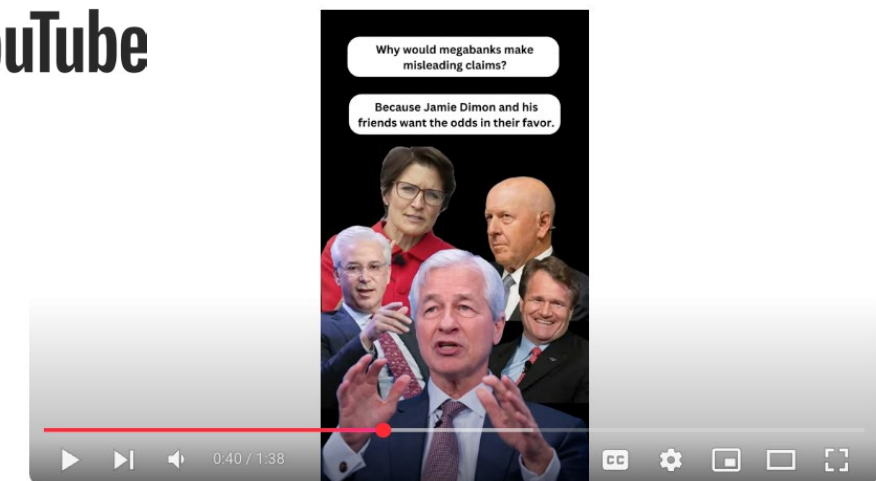 ouTube
Why would megabanks make
misleading claims?
Because Jamie Dimon and his
friends want the odds in their favor.
0:40 / 1:38
CC